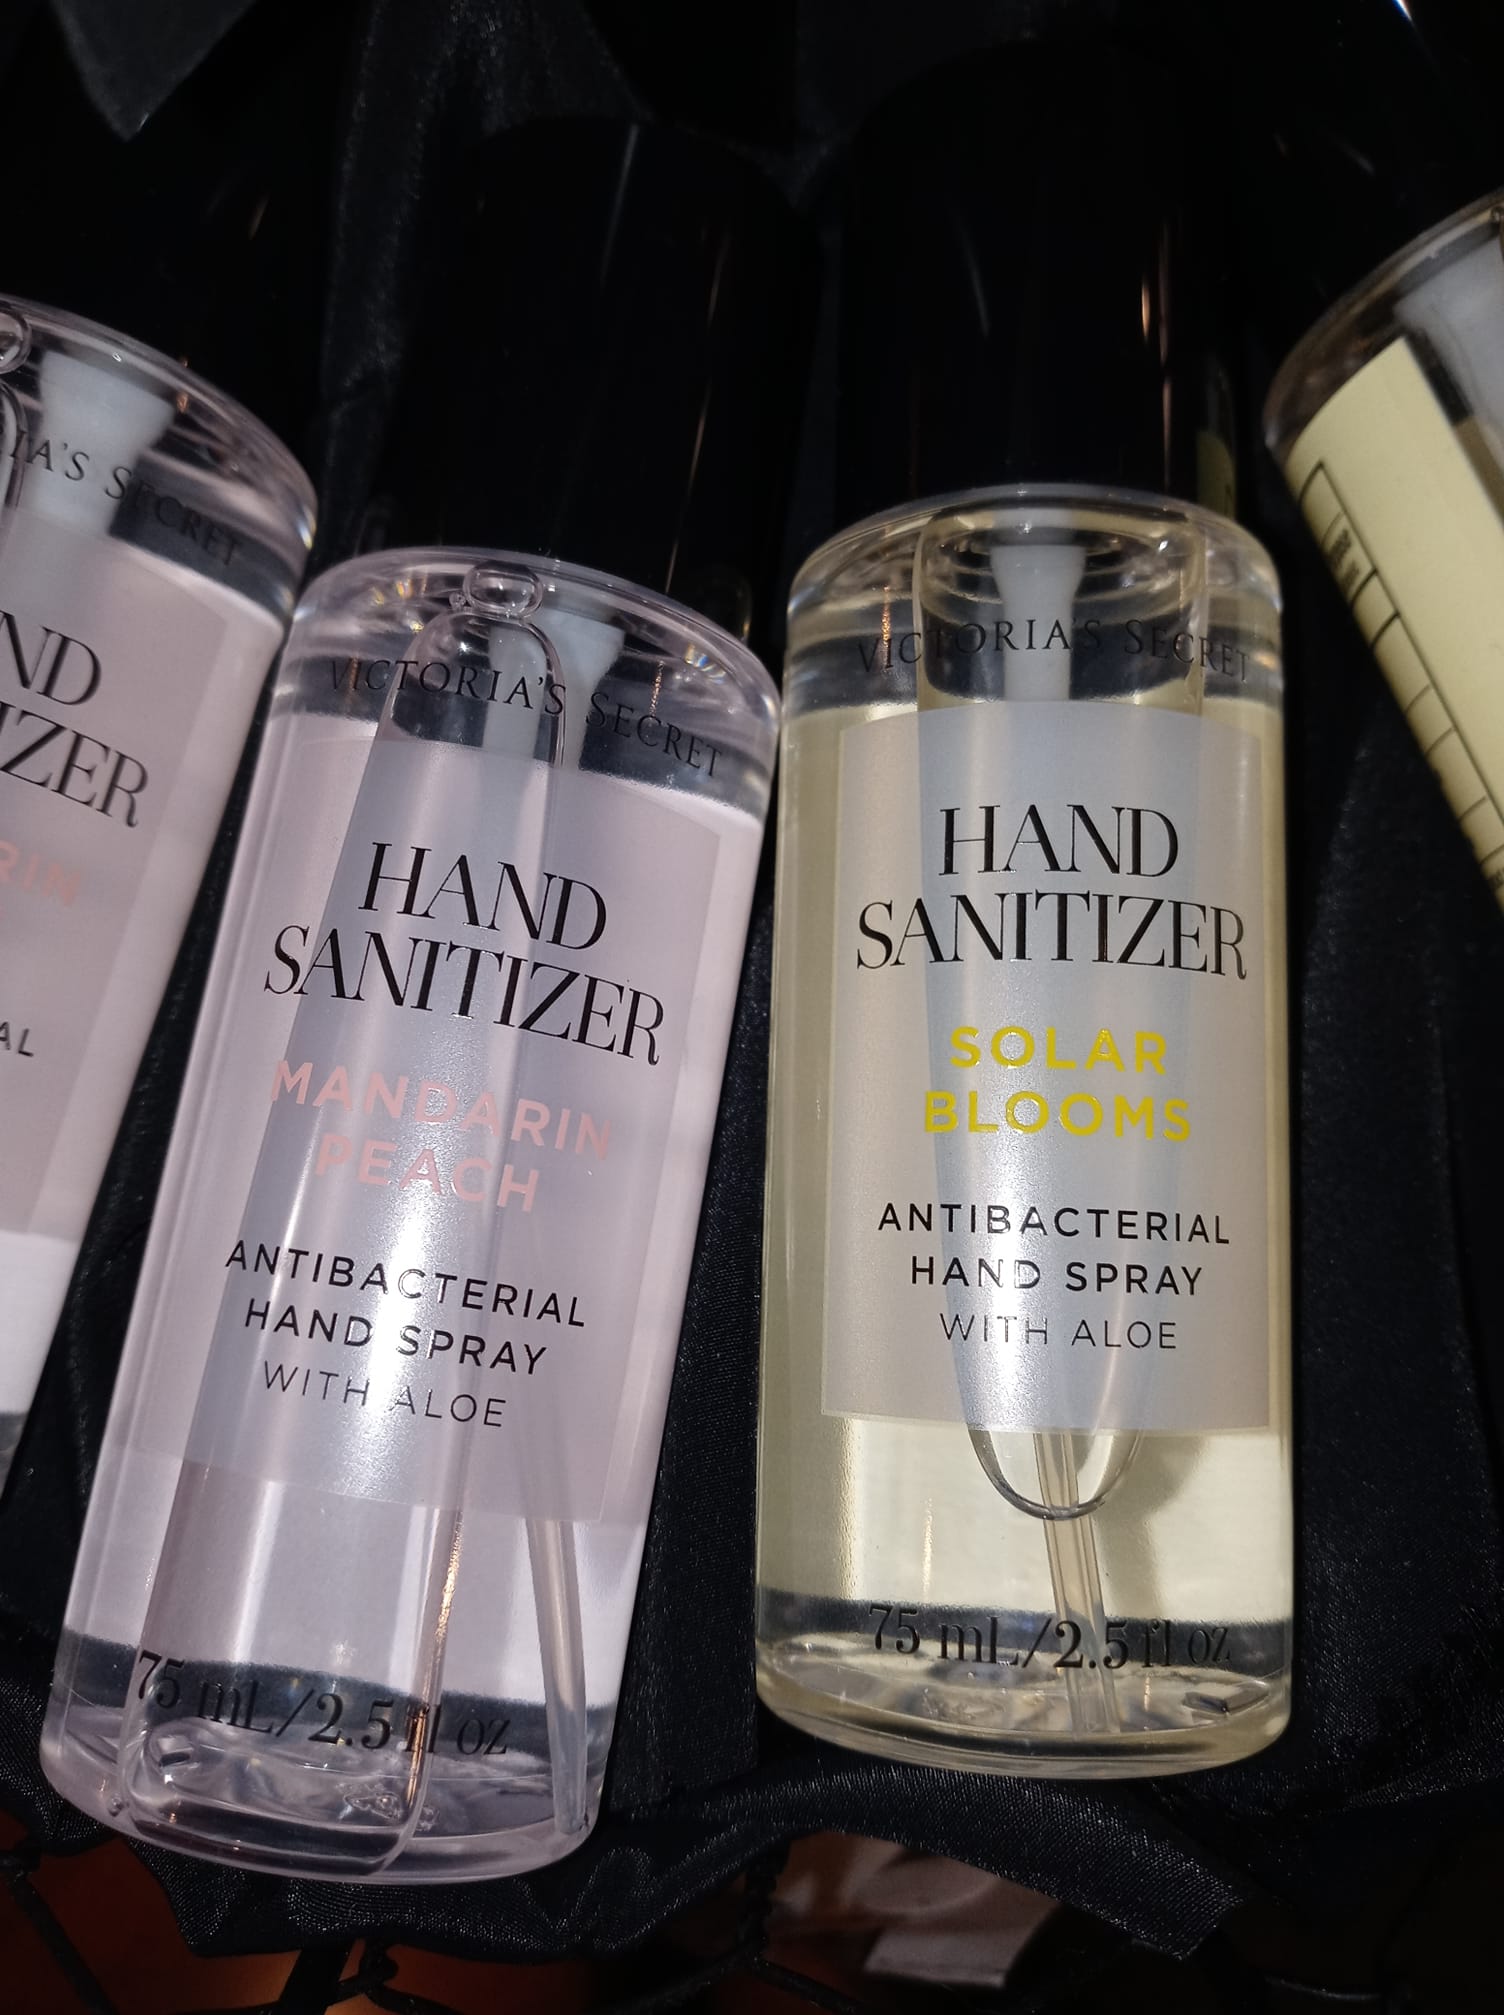 SECRET
VICTORIA'S SECRET
HAND
SANITIZER
MANDARIN
PEACH
ANTIBACTERIAL
HAND SPRAY
WITH ALOE
75 mL/2.5 fl oz
VICTORIA'S SECRET
HAND
SANITIZER
SOLAR
BLOOMS
ANTIBACTERIAL
HAND SPRAY
WITH ALOE
75 mL/2.5 fl oz